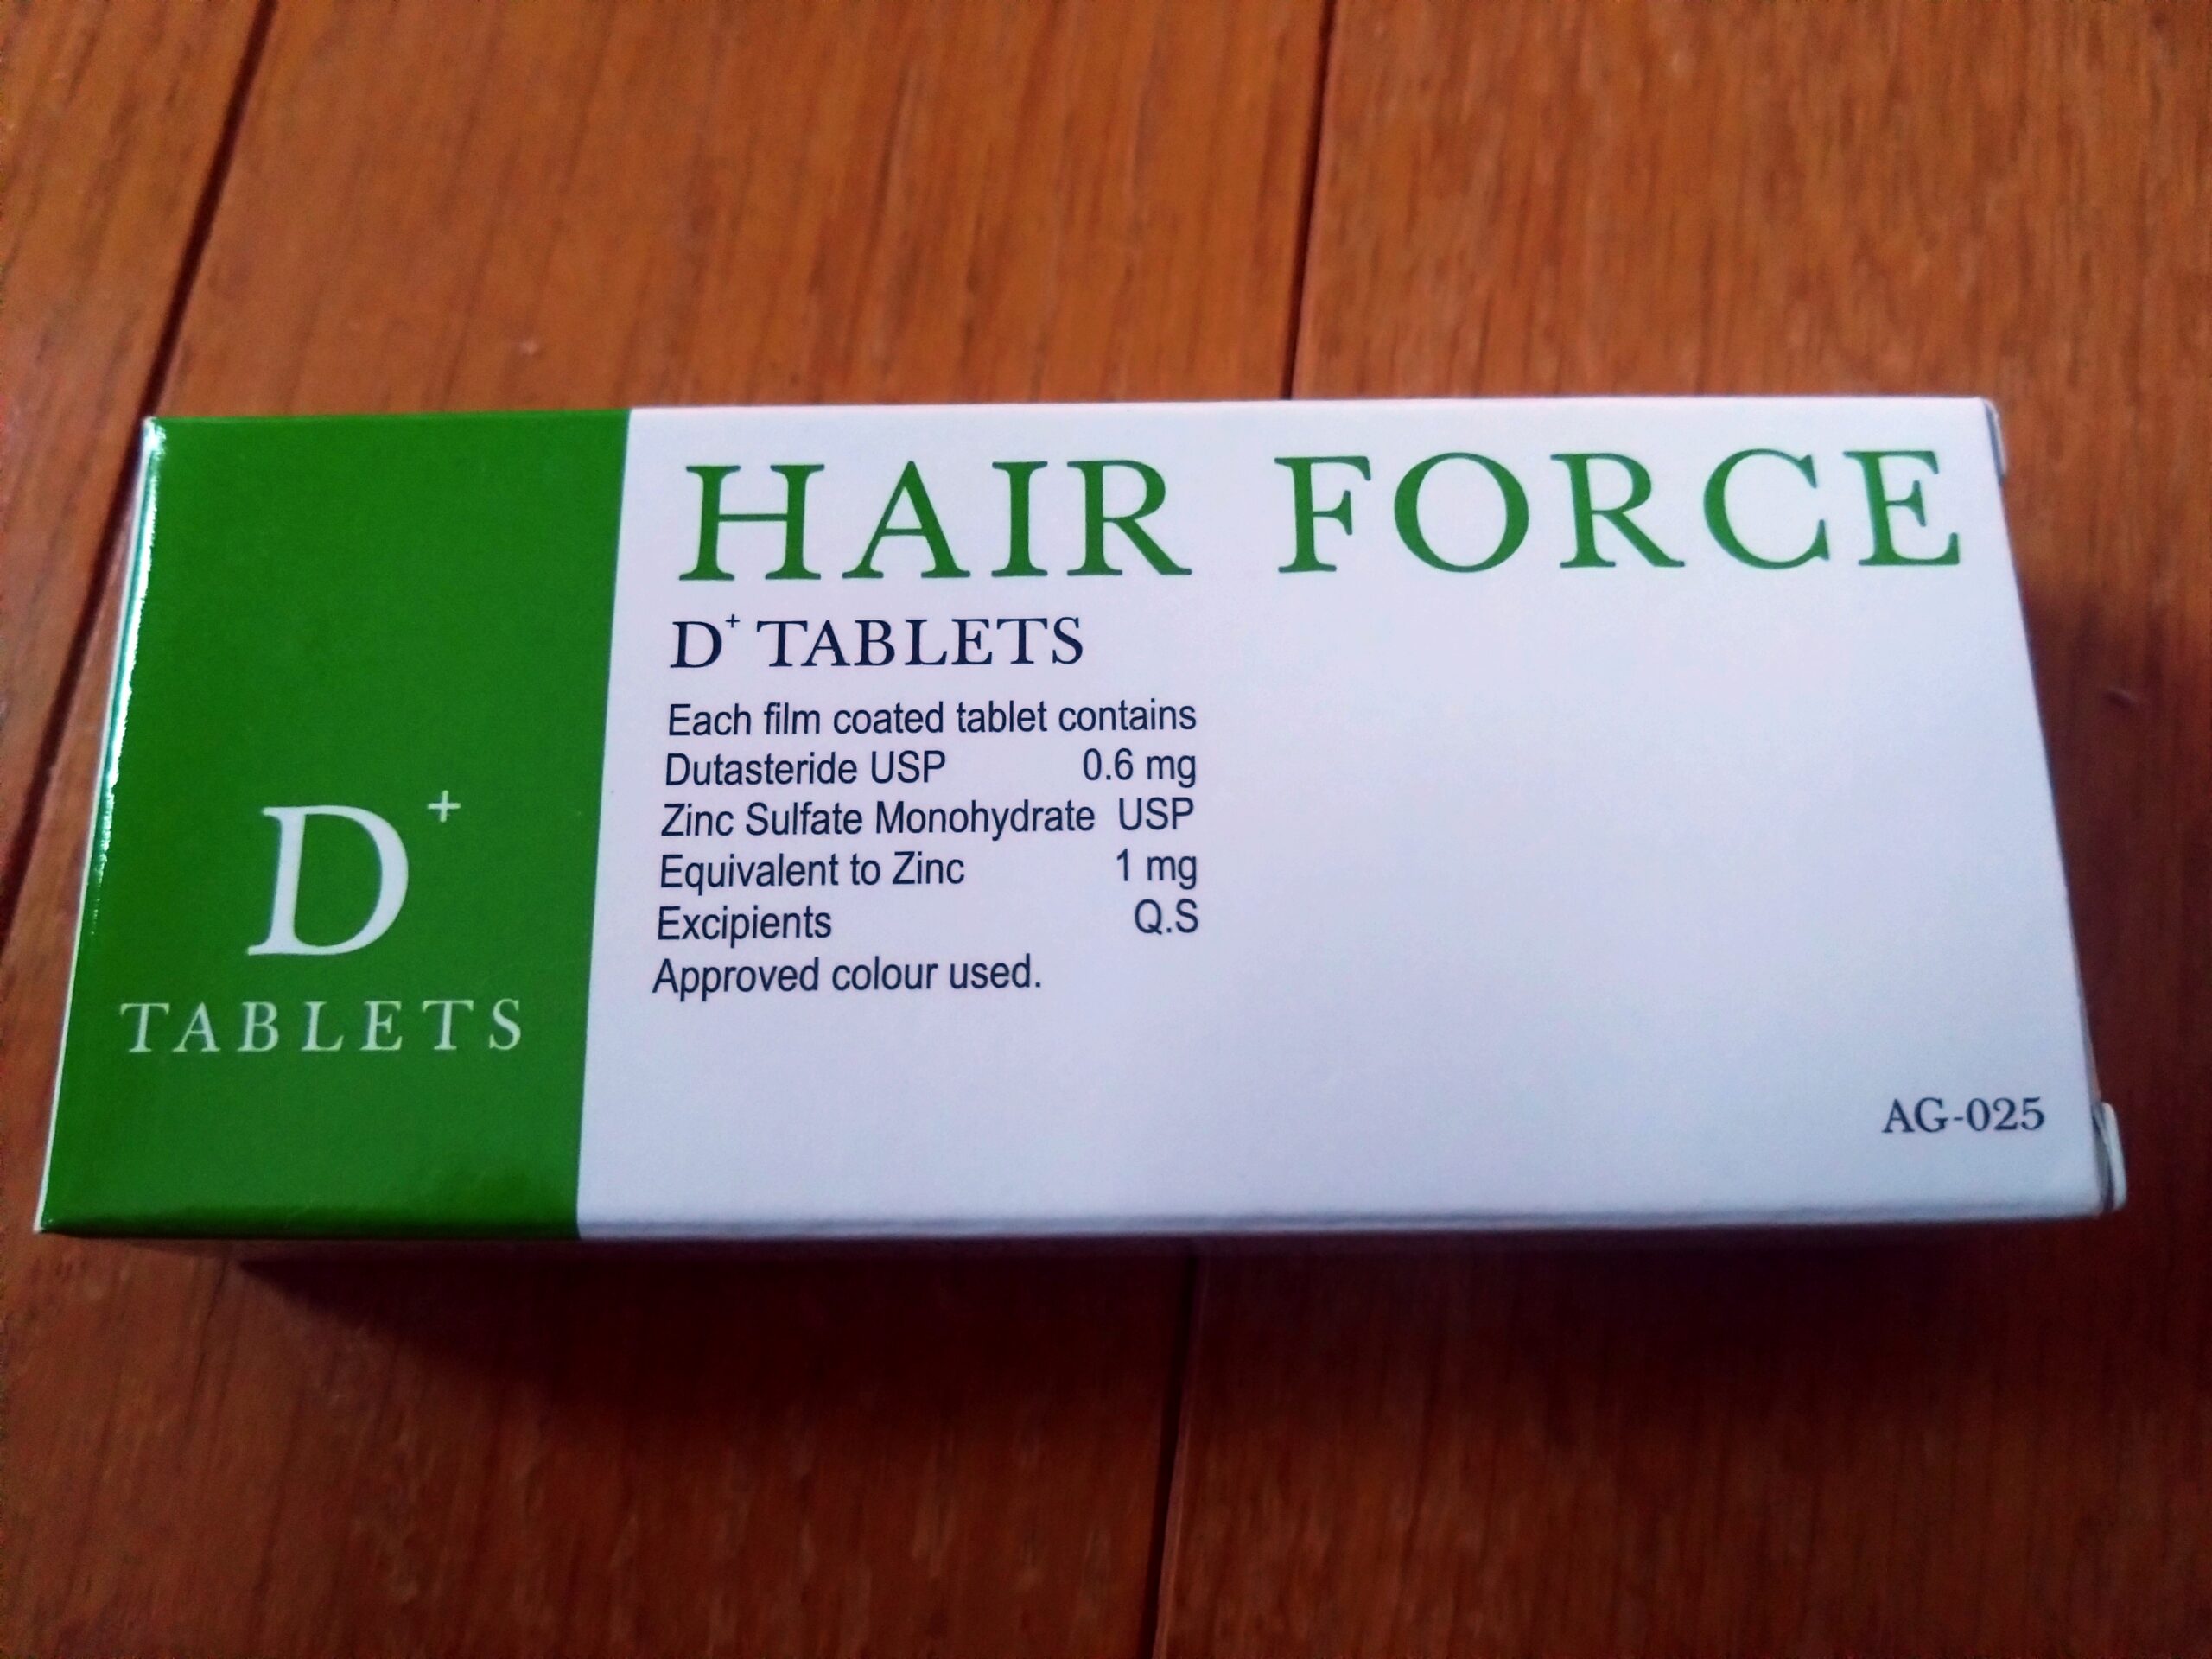 HAIR FORCE
D+ TABLETS
Each film coated tablet contains
Dutasteride USP 0.6 mg
Zinc Sulfate Monohydrate USP
Equivalent to Zinc 1 mg
Excipients Q.S
Approved colour used.
AG-025
D+
TABLETS